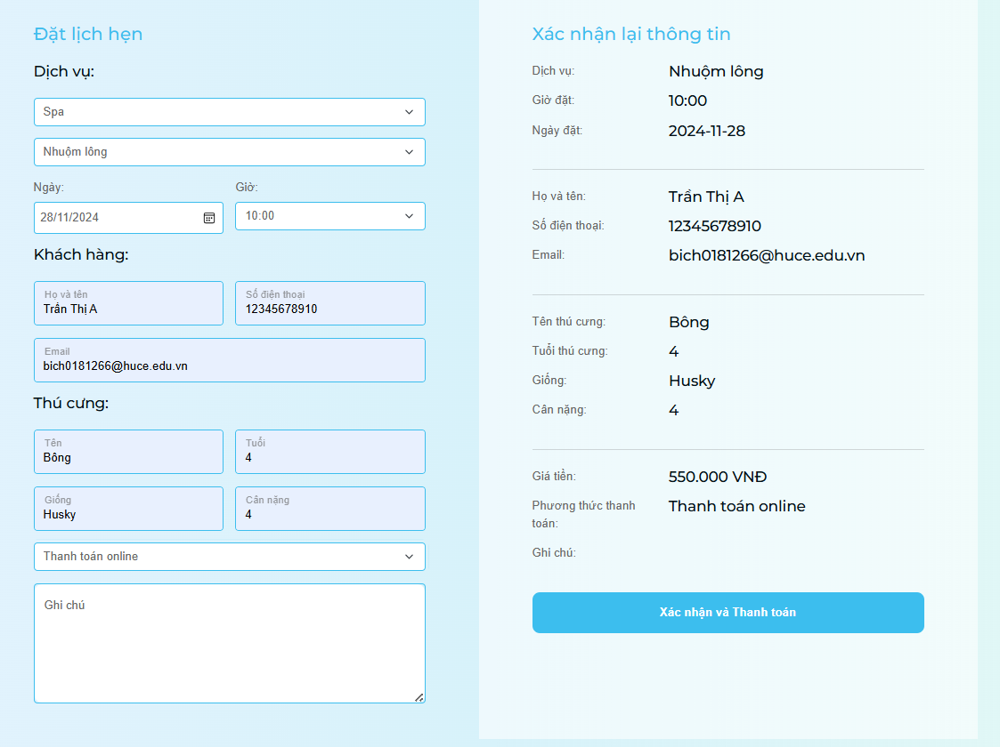 Đặt lịch hẹn
Dịch vụ:
Spa
Nhuộm lông
Ngày:
Giờ:
28/11/2024
10:00
Khách hàng:
Họ và tên
Trần Thị A
Số điện thoại
12345678910
Email
bich0181266@huce.edu.vn
Thú cưng:
Tên
Bông
Tuổi
4
Giống
Husky
Cân nặng
4
Thanh toán online
Ghi chú
Xác nhận lại thông tin
Dịch vụ: Nhuộm lông
Giờ đặt: 10:00
Ngày đặt: 2024-11-28
Họ và tên: Trần Thị A
Số điện thoại: 12345678910
Email: bich0181266@huce.edu.vn
Tên thú cưng: Bông
Tuổi thú cưng: 4
Giống: Husky
Cân nặng: 4
Giá tiền: 550.000 VNĐ
Phương thức thanh Thanh toán online
toán:
Ghi chú:
Xác nhận và Thanh toán